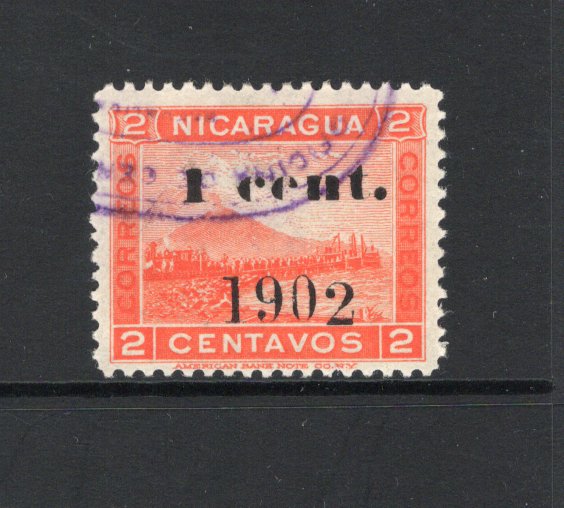 2 NICARAGUA 2
CORREOS CORREOS
1 cent.
1902
2 CENTAVOS 2
AMERICAN BANK NOTE CO. N.Y.